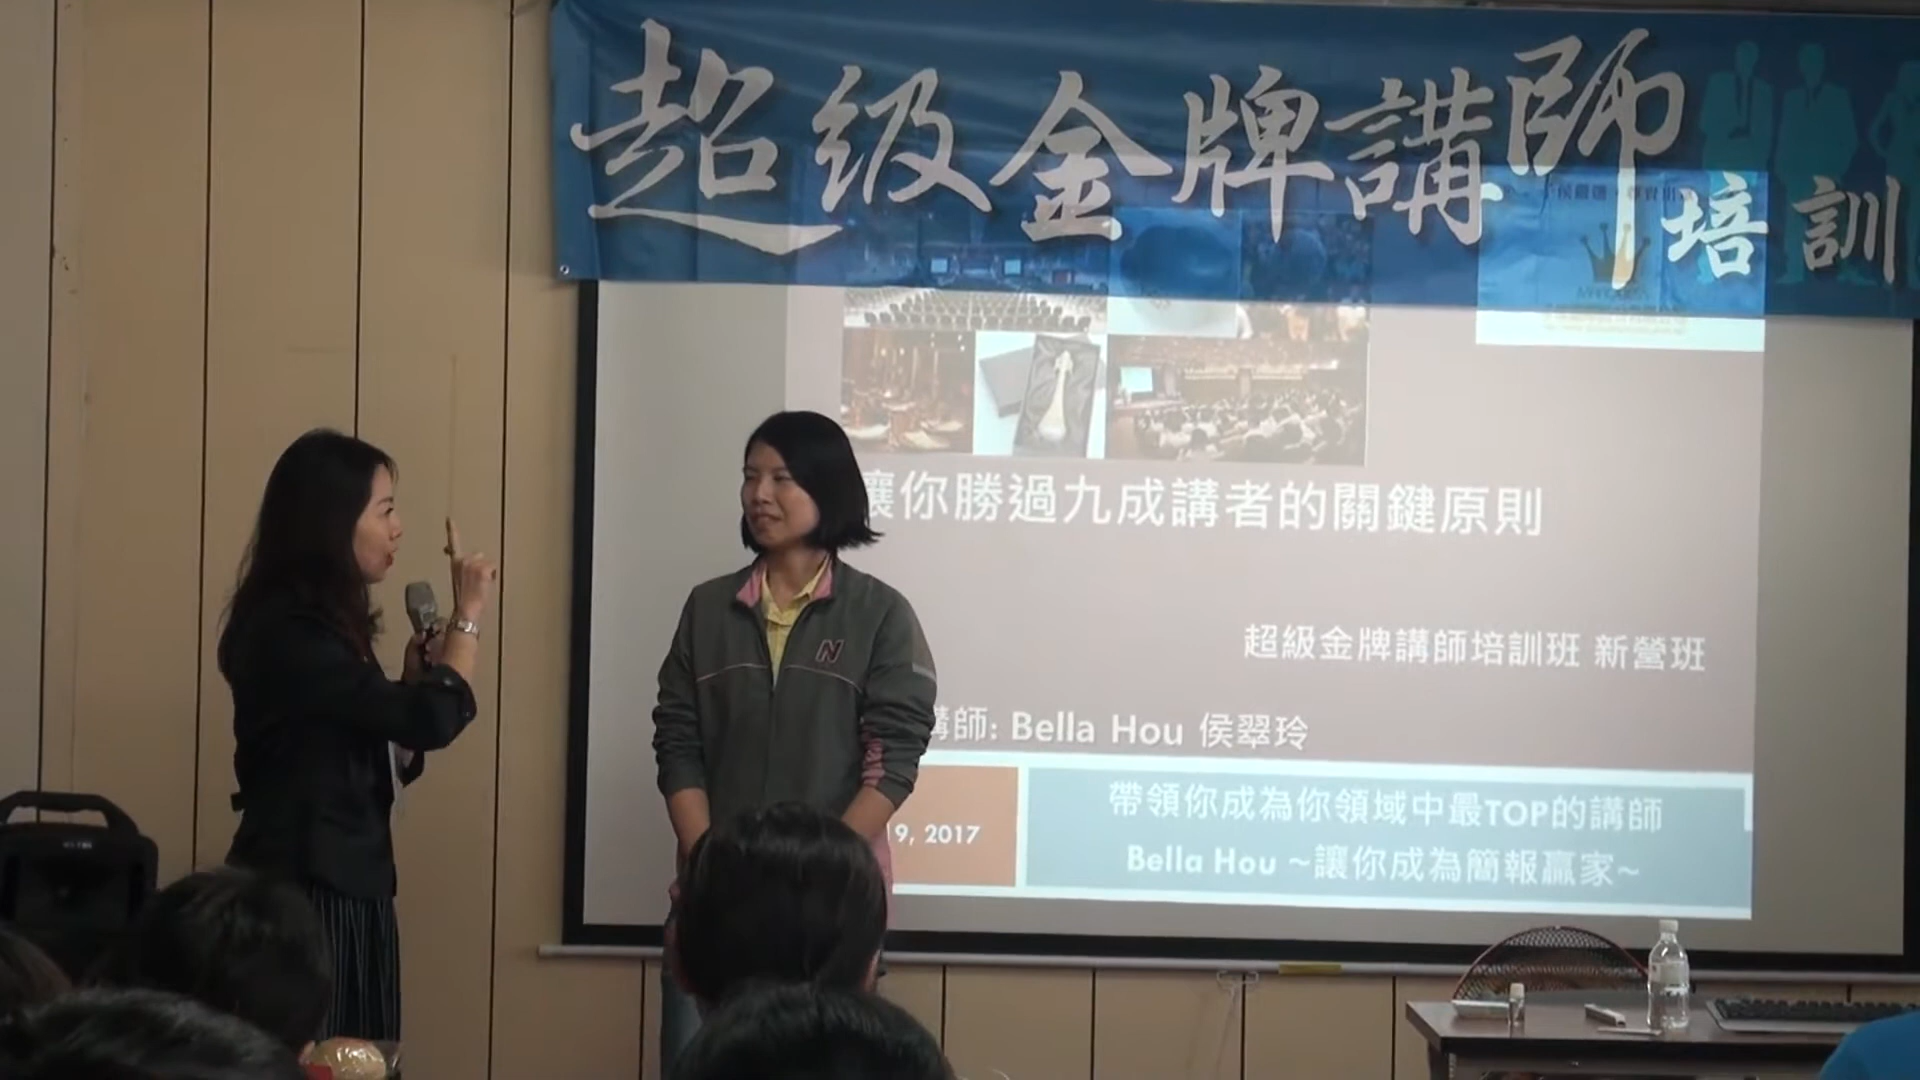 超级金牌講師
培訓
讓你勝過九成講者的關鍵原則
超級金牌講師培訓班 新營班
講師: Bella Hou 侯翠玲
19, 2017
帶領你成為你領域中最TOP的講師
Bella Hou ~讓你成為簡報贏家~
N